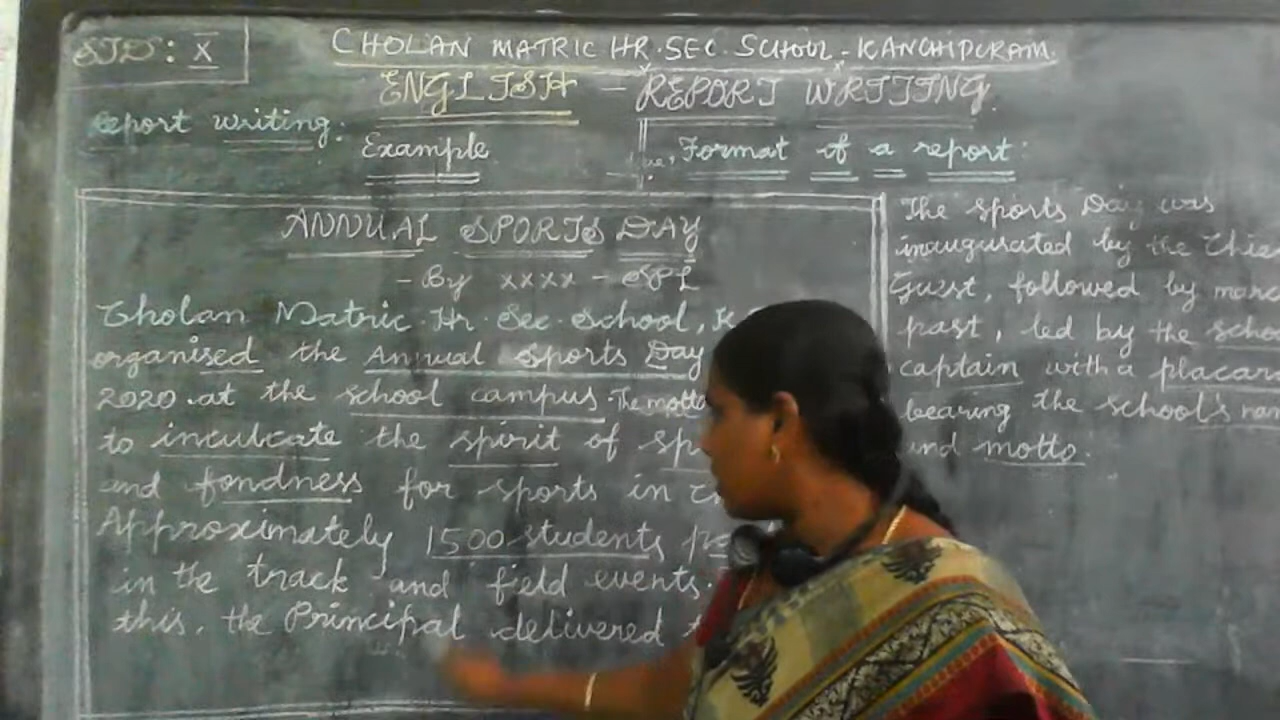 STD: X
CHOLAN MATRIC HR.SEC.SCHOOL - KANCHIPURAM.
ENGLISH - REPORT WRITING.
Report writing:
Example
Format of a report:
ANNUAL SPORTS DAY
- By xxxx - SPL
Cholan Matric.Hr.Sec.School, K
organised the Annual Sports Day
2020 at the school campus. The motto
to inculcate the spirit of sp
and fondness for sports in
Approximately 1500 students
in the track and field events.
this, the Principal delivered
The Sports Day was
inaugurated by the Chie
Guest, followed by marc
past, led by the schoo
captain with a placar
bearing the school's nam
and motto.